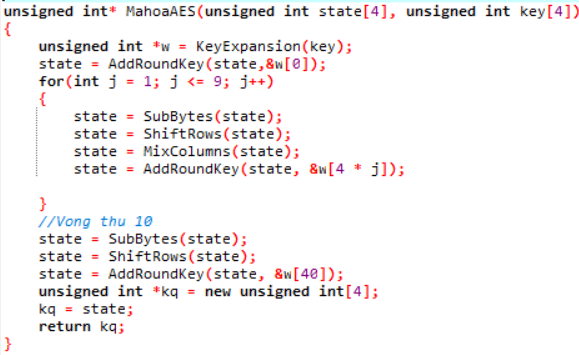 unsigned int* MahoaAES(unsigned int state[4], unsigned int key[4])
{
    unsigned int *w = KeyExpansion(key);
    state = AddRoundKey(state,&w[0]);
    for(int j = 1; j <= 9; j++)
    {
        state = SubBytes(state);
        state = ShiftRows(state);
        state = MixColumns(state);
        state = AddRoundKey(state, &w[4 * j]);
    }
    //Vong thu 10
    state = SubBytes(state);
    state = ShiftRows(state);
    state = AddRoundKey(state, &w[40]);
    unsigned int *kq = new unsigned int[4];
    kq = state;
    return kq;
}